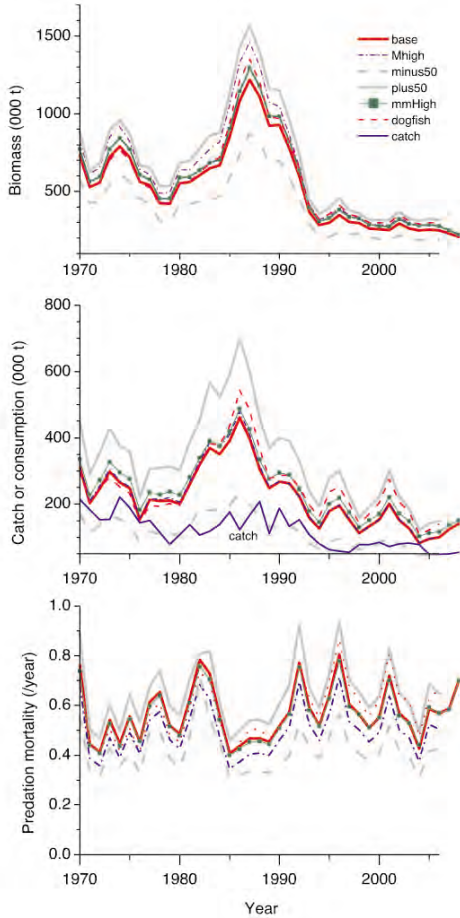 1500
1000
500
Biomass (000 t)
base
Mhigh
minus50
plus50
mmHigh
dogfish
catch
1970 1980 1990 2000
800
600
400
200
Catch or consumption (000 t)
catch
1970 1980 1990 2000
1.0
0.8
0.6
0.4
0.2
0.0
Predation mortality (/year)
1970 1980 1990 2000
Year